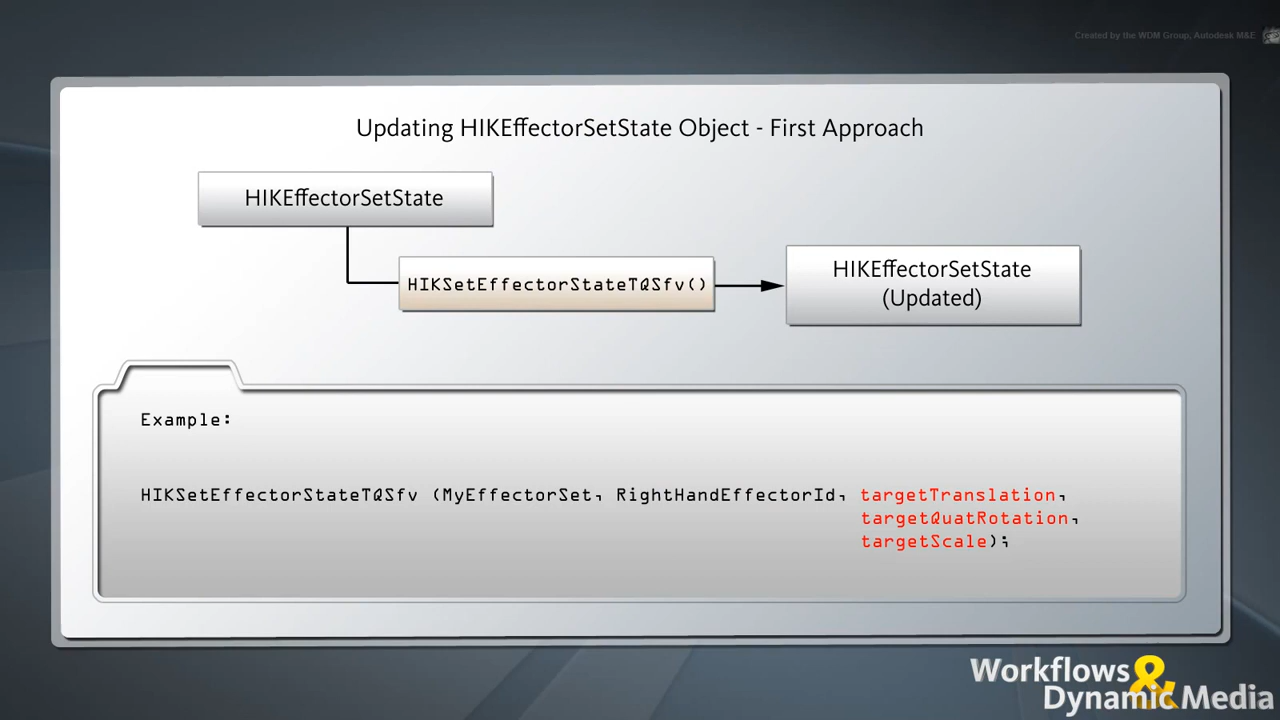 Created by the WDM Group, Autodesk M&E
Updating HIKEffectorSetState Object - First Approach
HIKEffectorSetState
HIKSetEffectorStateTQSfv()
HIKEffectorSetState
(Updated)
Example:
HIKSetEffectorStateTQSfv (MyEffectorSet, RightHandEffectorId, targetTranslation,
targetQuatRotation,
targetScale);
Workflows &
Dynamic Media